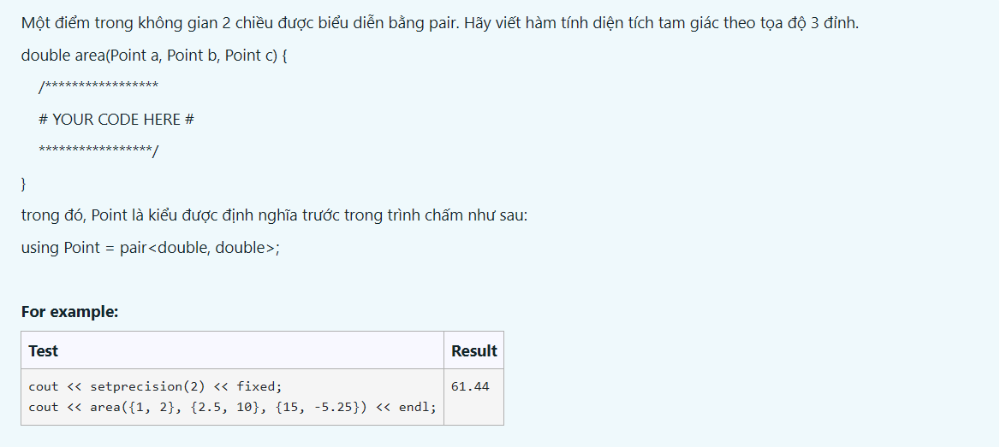 Một điểm trong không gian 2 chiều được biểu diễn bằng pair. Hãy viết hàm tính diện tích tam giác theo tọa độ 3 đỉnh.
double area(Point a, Point b, Point c) {
/*****************
# YOUR CODE HERE #
*****************/
}
trong đó, Point là kiểu được định nghĩa trước trong trình chấm như sau:
using Point = pair<double, double>;
For example:
Test Result
cout << setprecision(2) << fixed; 61.44
cout << area({1, 2}, {2.5, 10}, {15, -5.25}) << endl;